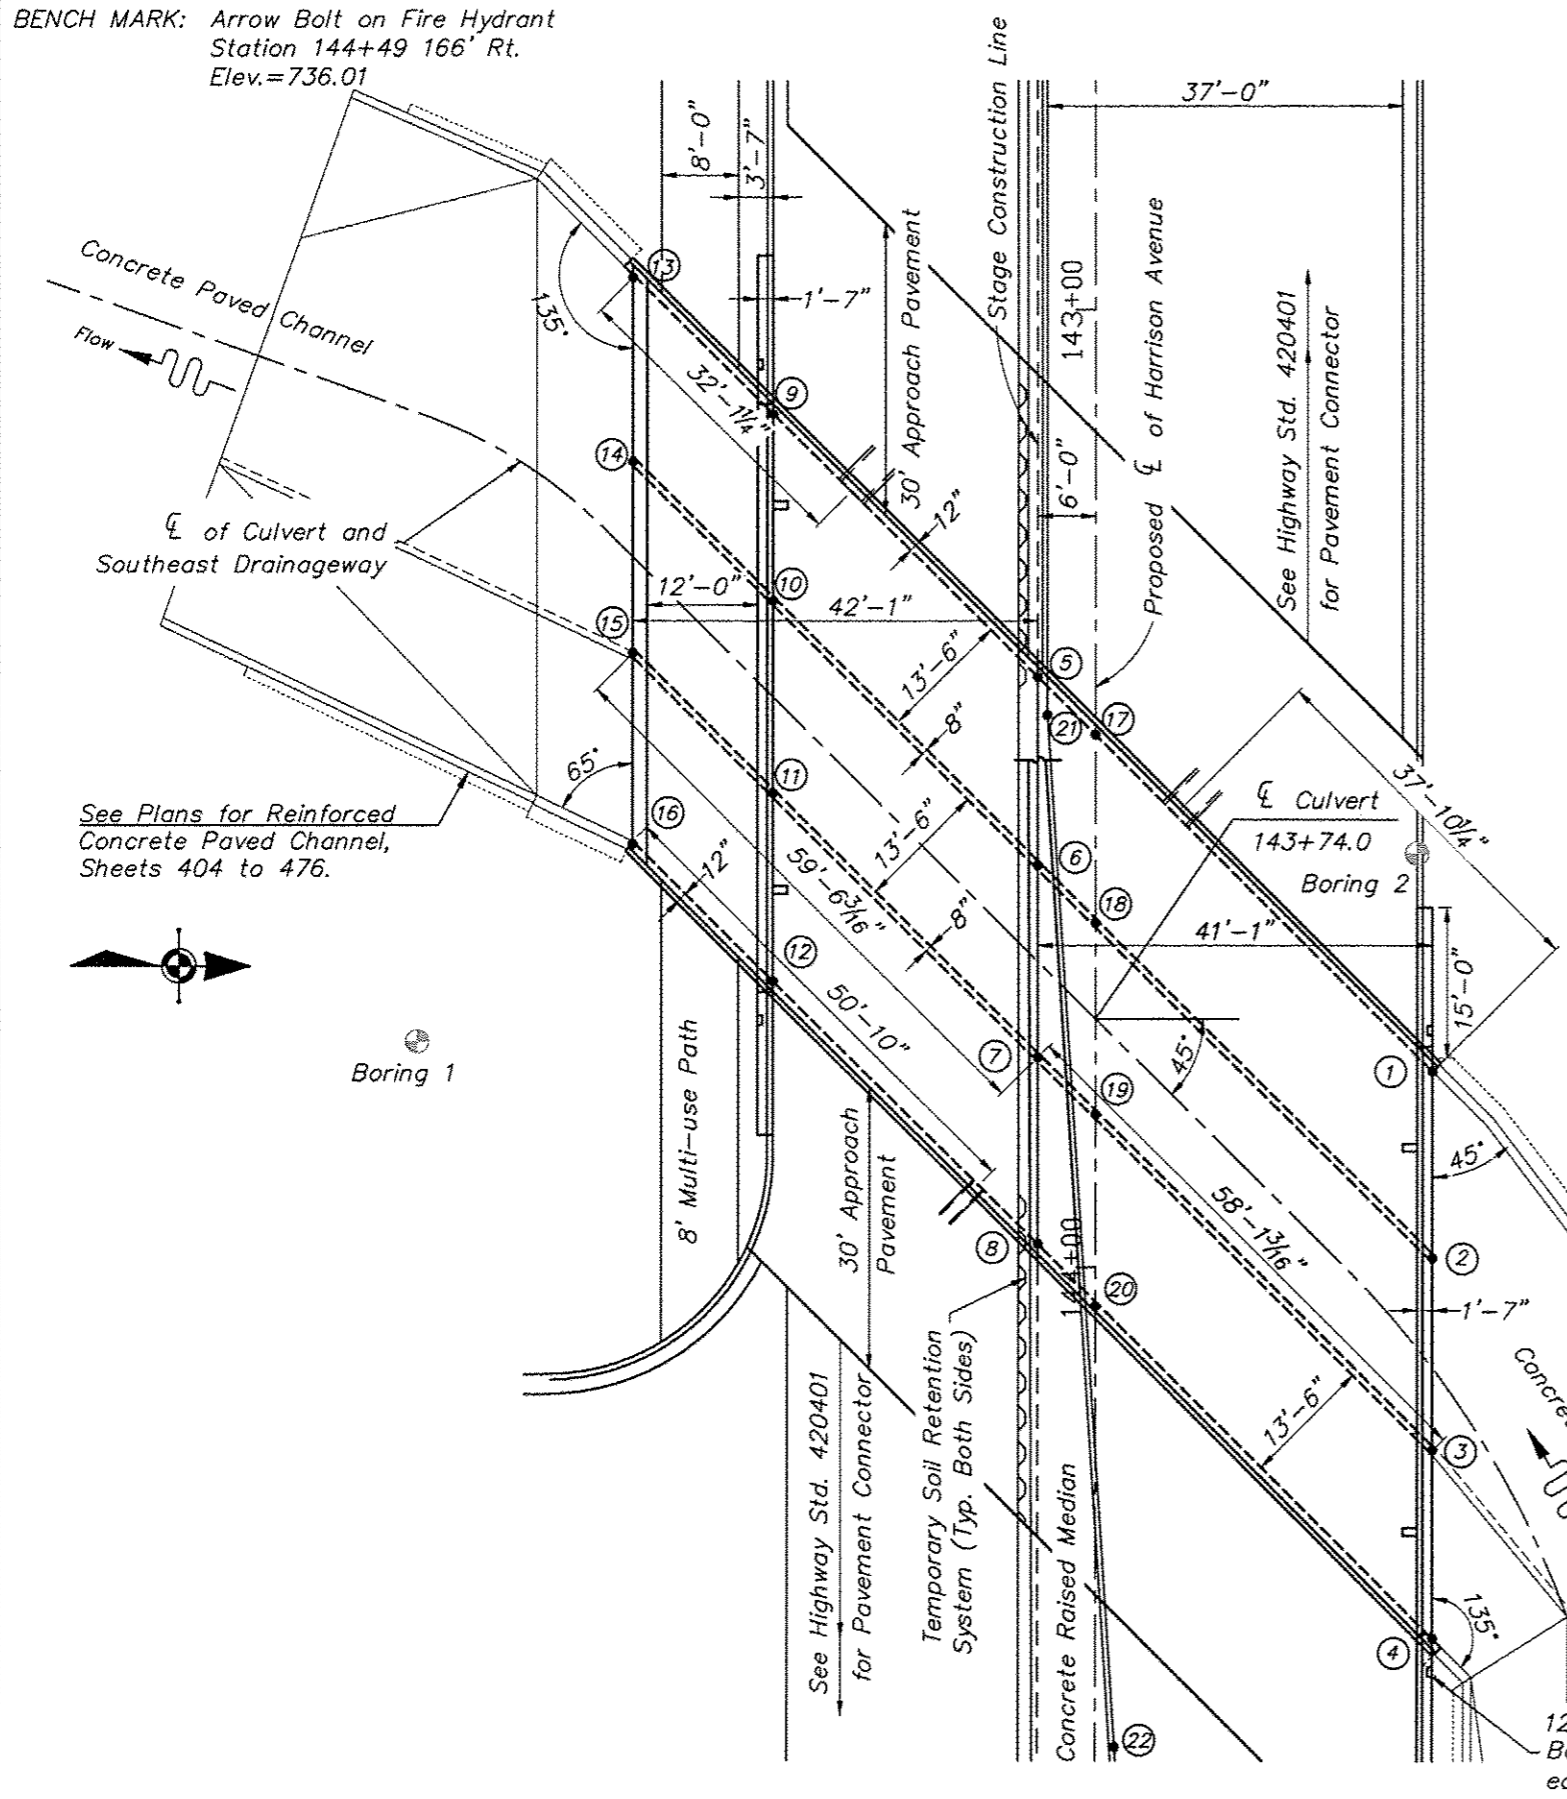 BENCH MARK: Arrow Bolt on Fire Hydrant
Station 144+49 166' Rt.
Elev.=736.01
Stage Construction Line
37'-0"
8'-0"
3'-7"
143+00
Proposed ℄ of Harrison Avenue
30' Approach Pavement
See Highway Std. 420401
for Pavement Connector
Concrete Paved Channel
Flow
135°
13
1'-7"
32'-1¼"
9
14
12"
6'-0"
℄ of Culvert and
Southeast Drainageway
12'-0"
10
42'-1"
15
13'-6"
5
8"
21
17
37'-10¼"
65°
11
℄ Culvert
143+74.0
Boring 2
See Plans for Reinforced
Concrete Paved Channel,
Sheets 404 to 476.
16
12"
59'-6 3/16"
13'-6"
6
18
8"
41'-1"
12
50'-10"
15'-0"
Boring 1
8' Multi-use Path
7
19
45°
1
30' Approach
Pavement
45°
58'-1 3/16"
8
2
20
1'-7"
Temporary Soil Retention
System (Typ. Both Sides)
See Highway Std. 420401
for Pavement Connector
Concrete Raised Median
13'-6"
3
135°
4
22
12